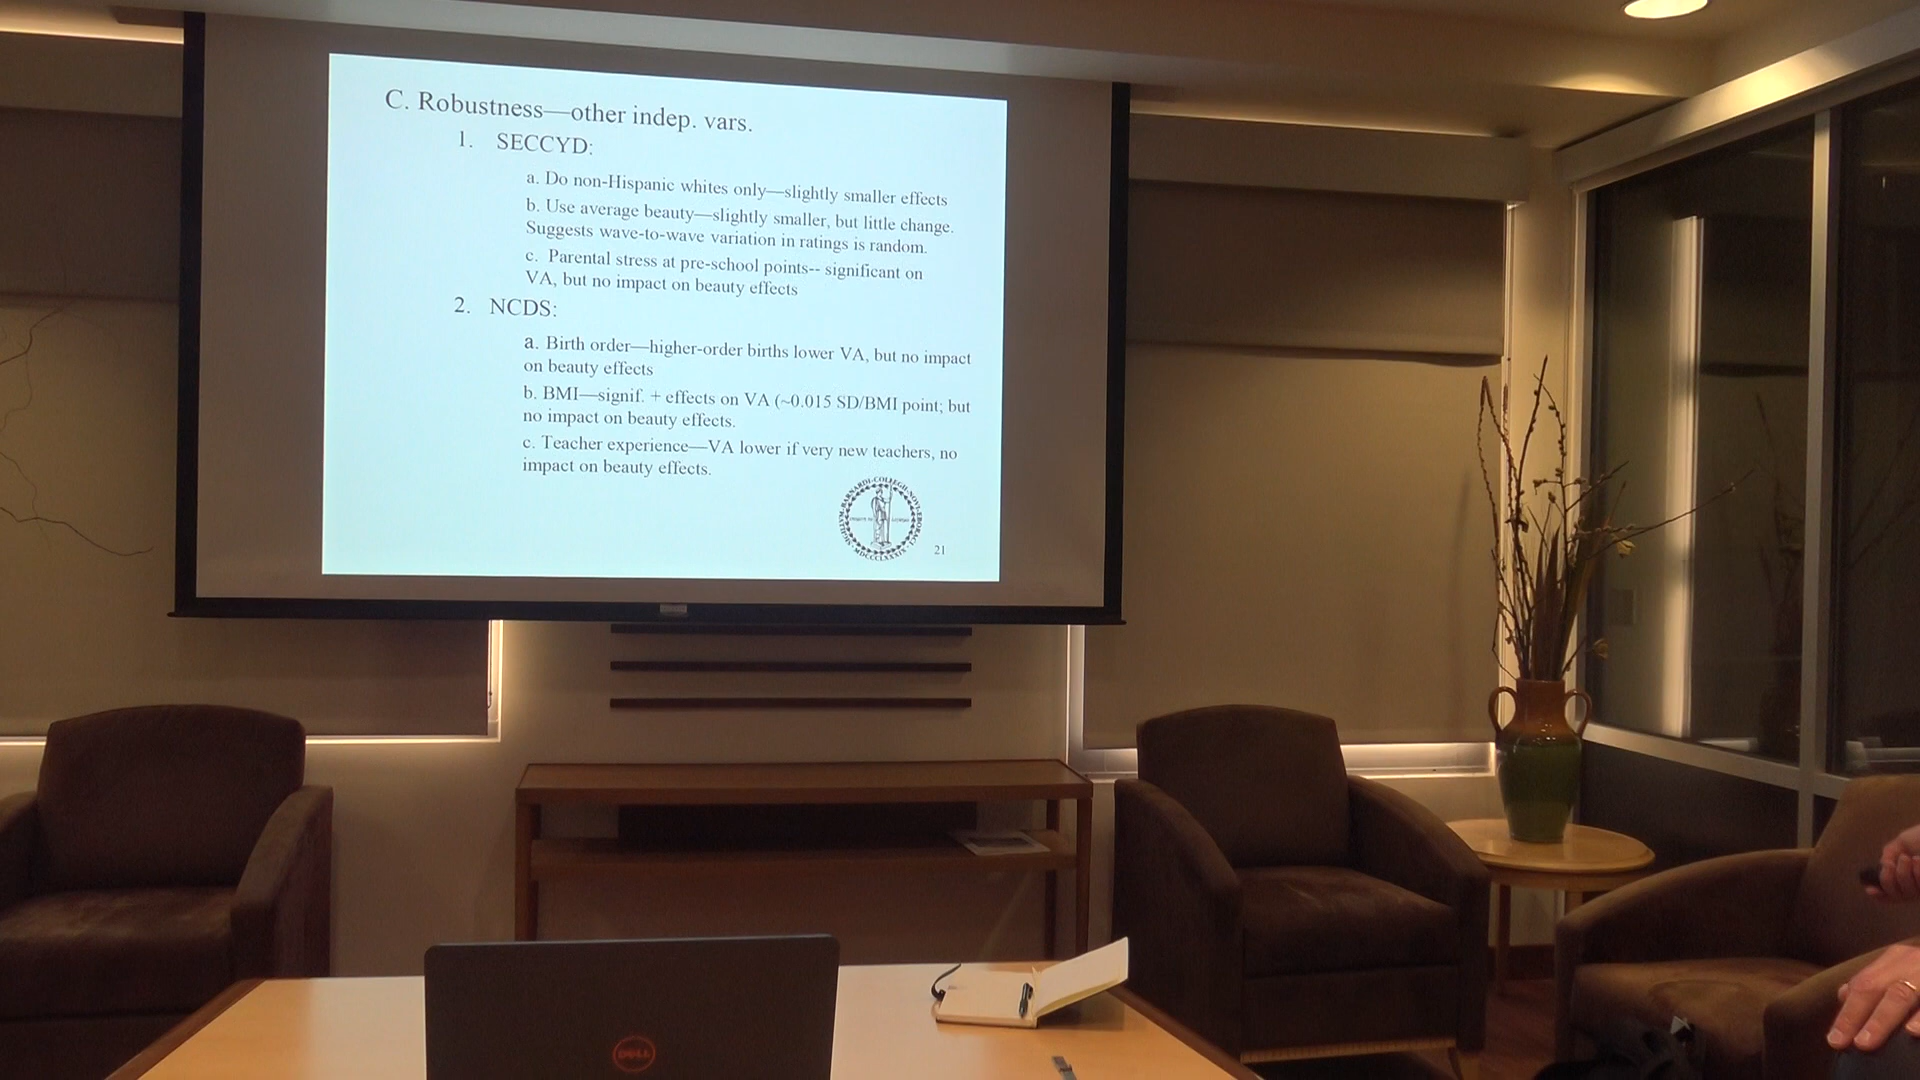 C. Robustness—other indep. vars.
1. SECCYD:
a. Do non-Hispanic whites only—slightly smaller effects
b. Use average beauty—slightly smaller, but little change.
Suggests wave-to-wave variation in ratings is random.
c. Parental stress at pre-school points-- significant on
VA, but no impact on beauty effects
2. NCDS:
a. Birth order—higher-order births lower VA, but no impact
on beauty effects
b. BMI—signif. + effects on VA (~0.015 SD/BMI point; but
no impact on beauty effects.
c. Teacher experience—VA lower if very new teachers, no
impact on beauty effects.
21
DELL